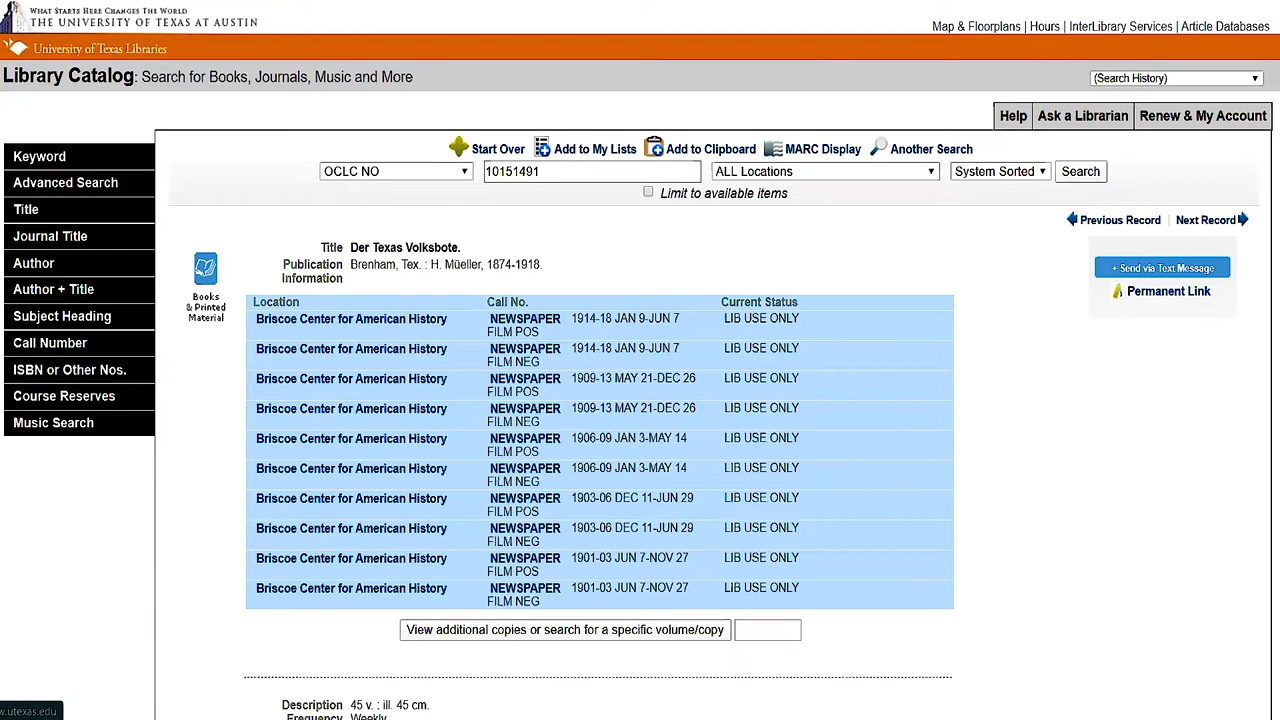 WHAT STARTS HERE CHANGES THE WORLD
THE UNIVERSITY OF TEXAS AT AUSTIN
Map & Floorplans | Hours | InterLibrary Services | Article Databases
University of Texas Libraries
Library Catalog: Search for Books, Journals, Music and More
(Search History)
Help
Ask a Librarian
Renew & My Account
Keyword
Advanced Search
Title
Journal Title
Author
Author + Title
Subject Heading
Call Number
ISBN or Other Nos.
Course Reserves
Music Search
Start Over
Add to My Lists
Add to Clipboard
MARC Display
Another Search
OCLC NO
10151491
ALL Locations
System Sorted
Search
Limit to available items
Previous Record | Next Record
+ Send via Text Message
Permanent Link
Books
& Printed
Material
Title Der Texas Volksbote.
Publication Brenham, Tex. : H. Müeller, 1874-1918.
Information
Location Call No. Current Status
Briscoe Center for American History NEWSPAPER 1914-18 JAN 9-JUN 7 LIB USE ONLY
FILM POS
Briscoe Center for American History NEWSPAPER 1914-18 JAN 9-JUN 7 LIB USE ONLY
FILM NEG
Briscoe Center for American History NEWSPAPER 1909-13 MAY 21-DEC 26 LIB USE ONLY
FILM POS
Briscoe Center for American History NEWSPAPER 1909-13 MAY 21-DEC 26 LIB USE ONLY
FILM NEG
Briscoe Center for American History NEWSPAPER 1906-09 JAN 3-MAY 14 LIB USE ONLY
FILM POS
Briscoe Center for American History NEWSPAPER 1906-09 JAN 3-MAY 14 LIB USE ONLY
FILM NEG
Briscoe Center for American History NEWSPAPER 1903-06 DEC 11-JUN 29 LIB USE ONLY
FILM POS
Briscoe Center for American History NEWSPAPER 1903-06 DEC 11-JUN 29 LIB USE ONLY
FILM NEG
Briscoe Center for American History NEWSPAPER 1901-03 JUN 7-NOV 27 LIB USE ONLY
FILM POS
Briscoe Center for American History NEWSPAPER 1901-03 JUN 7-NOV 27 LIB USE ONLY
FILM NEG
View additional copies or search for a specific volume/copy
Description 45 v. : ill. 45 cm.
Frequency Weekly
w.utexas.edu